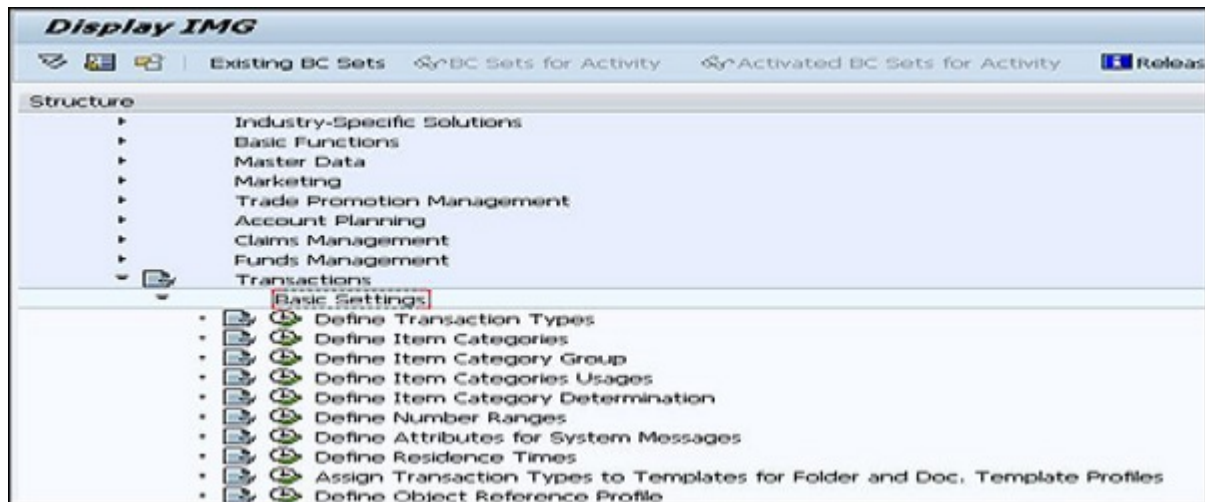 Display IMG
Existing BC Sets BC Sets for Activity Activated BC Sets for Activity Releas
Structure
Industry-Specific Solutions
Basic Functions
Master Data
Marketing
Trade Promotion Management
Account Planning
Claims Management
Funds Management
Transactions
Basic Settings
Define Transaction Types
Define Item Categories
Define Item Category Group
Define Item Categories Usages
Define Item Category Determination
Define Number Ranges
Define Attributes for System Messages
Define Residence Times
Assign Transaction Types to Templates for Folder and Doc. Template Profiles
Define Object Reference Profile